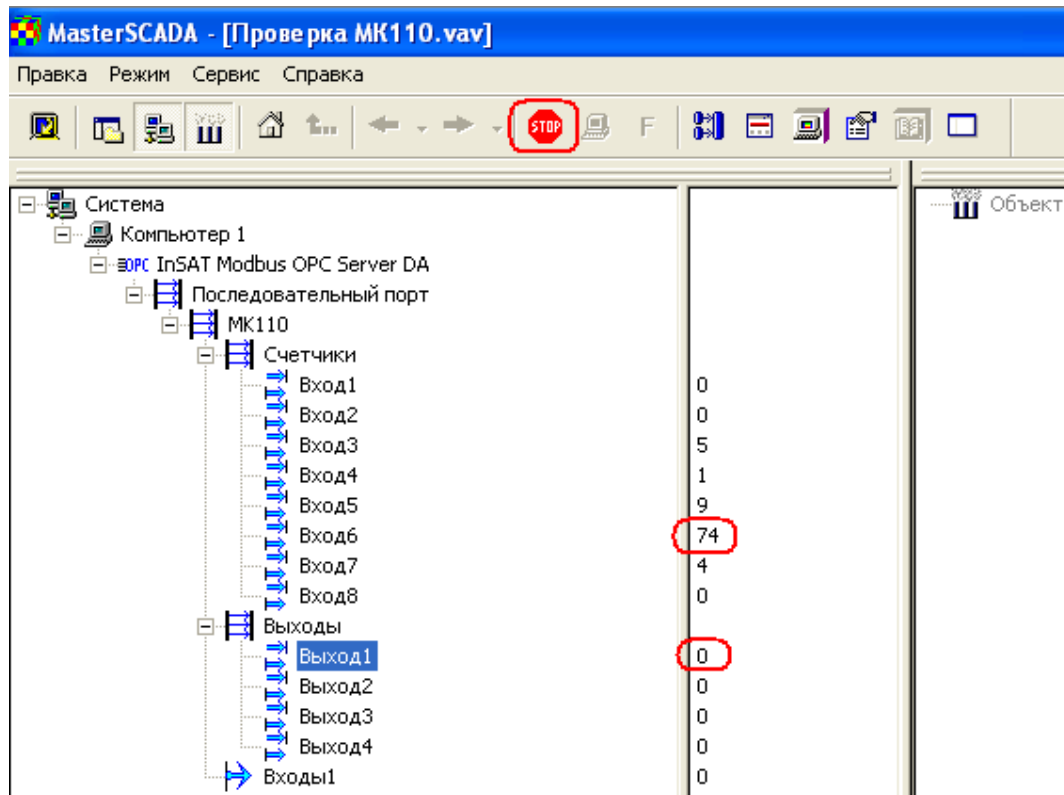 MasterSCADA - [Проверка МК110.vav]
Правка Режим Сервис Справка
STOP F
Система
Объект
Компьютер 1
OPC InSAT Modbus OPC Server DA
Последовательный порт
МК110
Счетчики
Вход1 0
Вход2 0
Вход3 5
Вход4 1
Вход5 9
Вход6 74
Вход7 4
Вход8 0
Выходы
Выход1 0
Выход2 0
Выход3 0
Выход4 0
Входы1 0